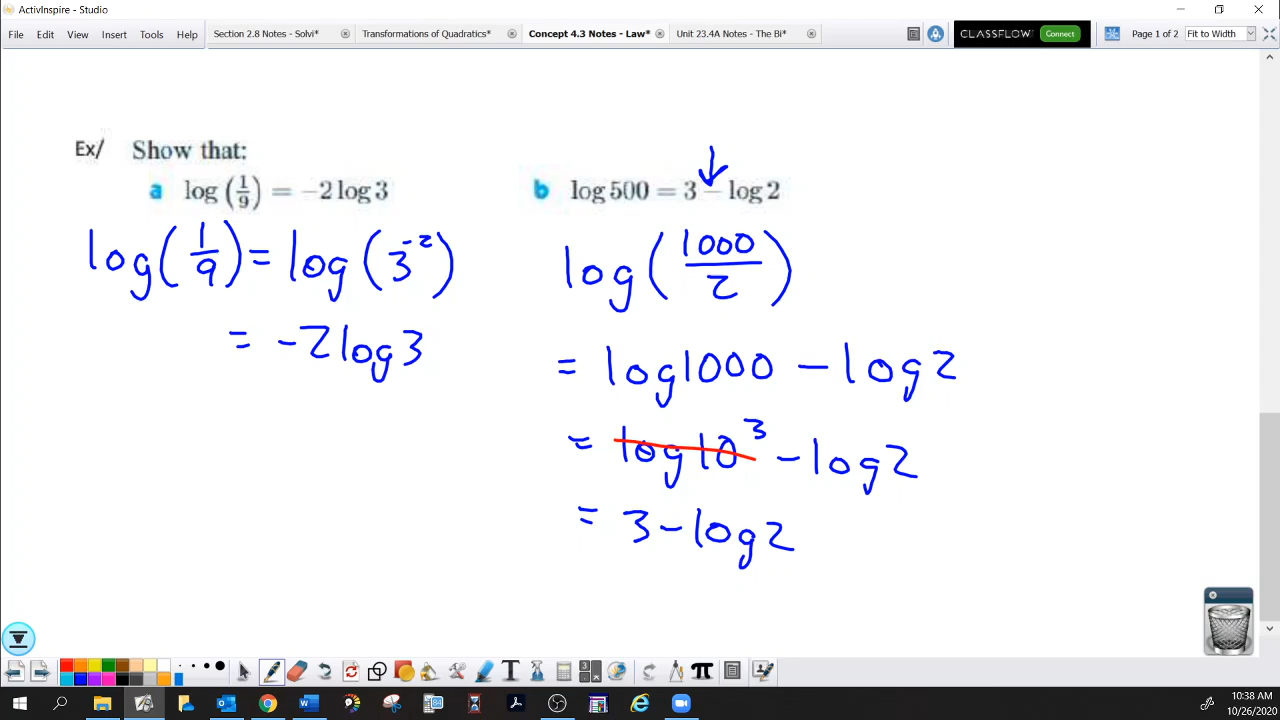 ActivInspire - Studio
File Edit View Insert Tools Help
Section 2.8 Notes - Solvi*
Transformations of Quadratics*
Concept 4.3 Notes - Law*
Unit 23.4A Notes - The Bi*
CLASSFLOW
Connect
Page 1 of 2
Fit to Width
Ex/ Show that:
a log (1/9) = -2 log 3
b log 500 = 3 - log 2
log(1/9) = log(3^-2)
= -2log3
log(1000/2)
= log1000 - log2
= log10^3 - log2
= 3 - log2
10:38 AM
10/26/2020